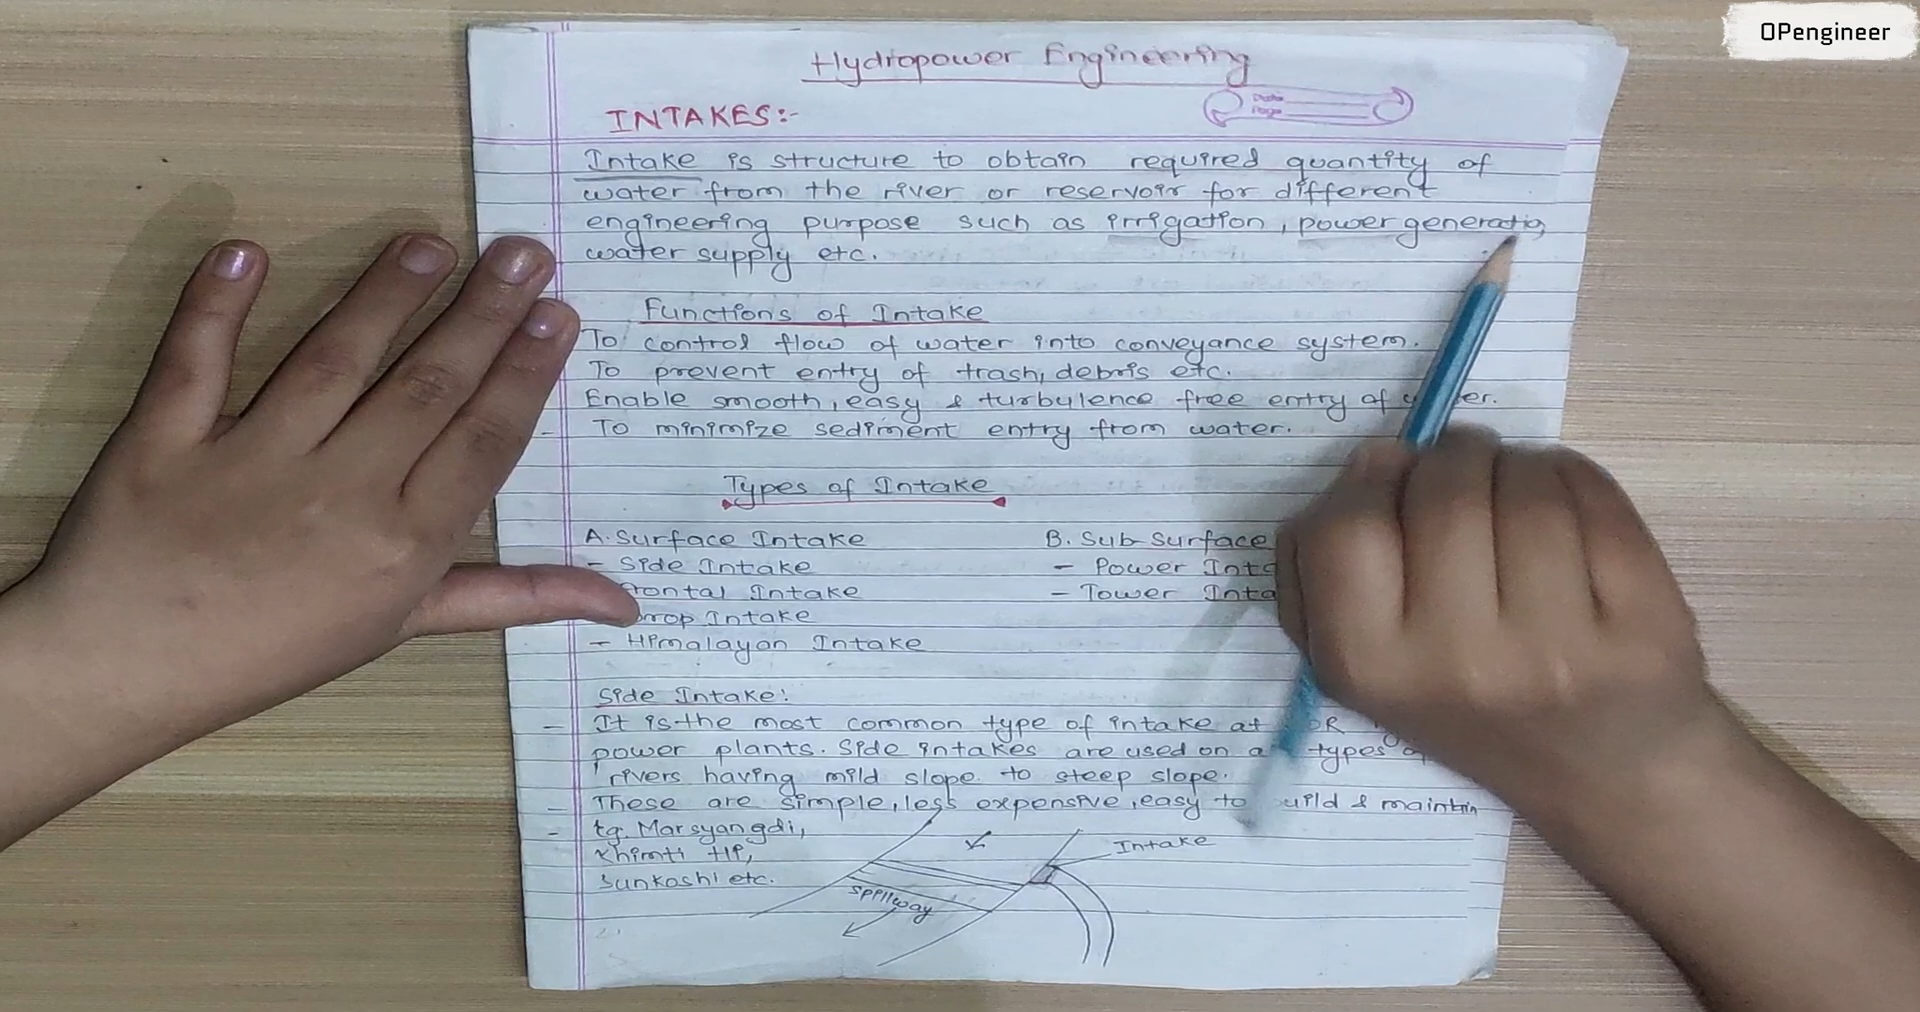 OPengineer
Hydropower Engineering
INTAKES:-
Date
Page
Intake is structure to obtain required quantity of
water from the river or reservoir for different
engineering purpose such as irrigation, power generation
water supply etc.
Functions of Intake
To control flow of water into conveyance system.
To prevent entry of trash, debris etc.
Enable smooth, easy & turbulence free entry of
- To minimize sediment entry from water.
Types of Intake
A. Surface Intake
- Side Intake
Frontal Intake
Drop Intake
- Himalayan Intake
B. Sub Surface
- Power
- Tower
Side Intake:
- It is the most common type of intake at
power plants. Side intakes are used on types
rivers having mild slope to steep slope.
- These are simple, less expensive, easy to build & maintain
- Eg. Marsyangdi,
Khimti HP,
Sunkoshi etc.
Intake
Spillway